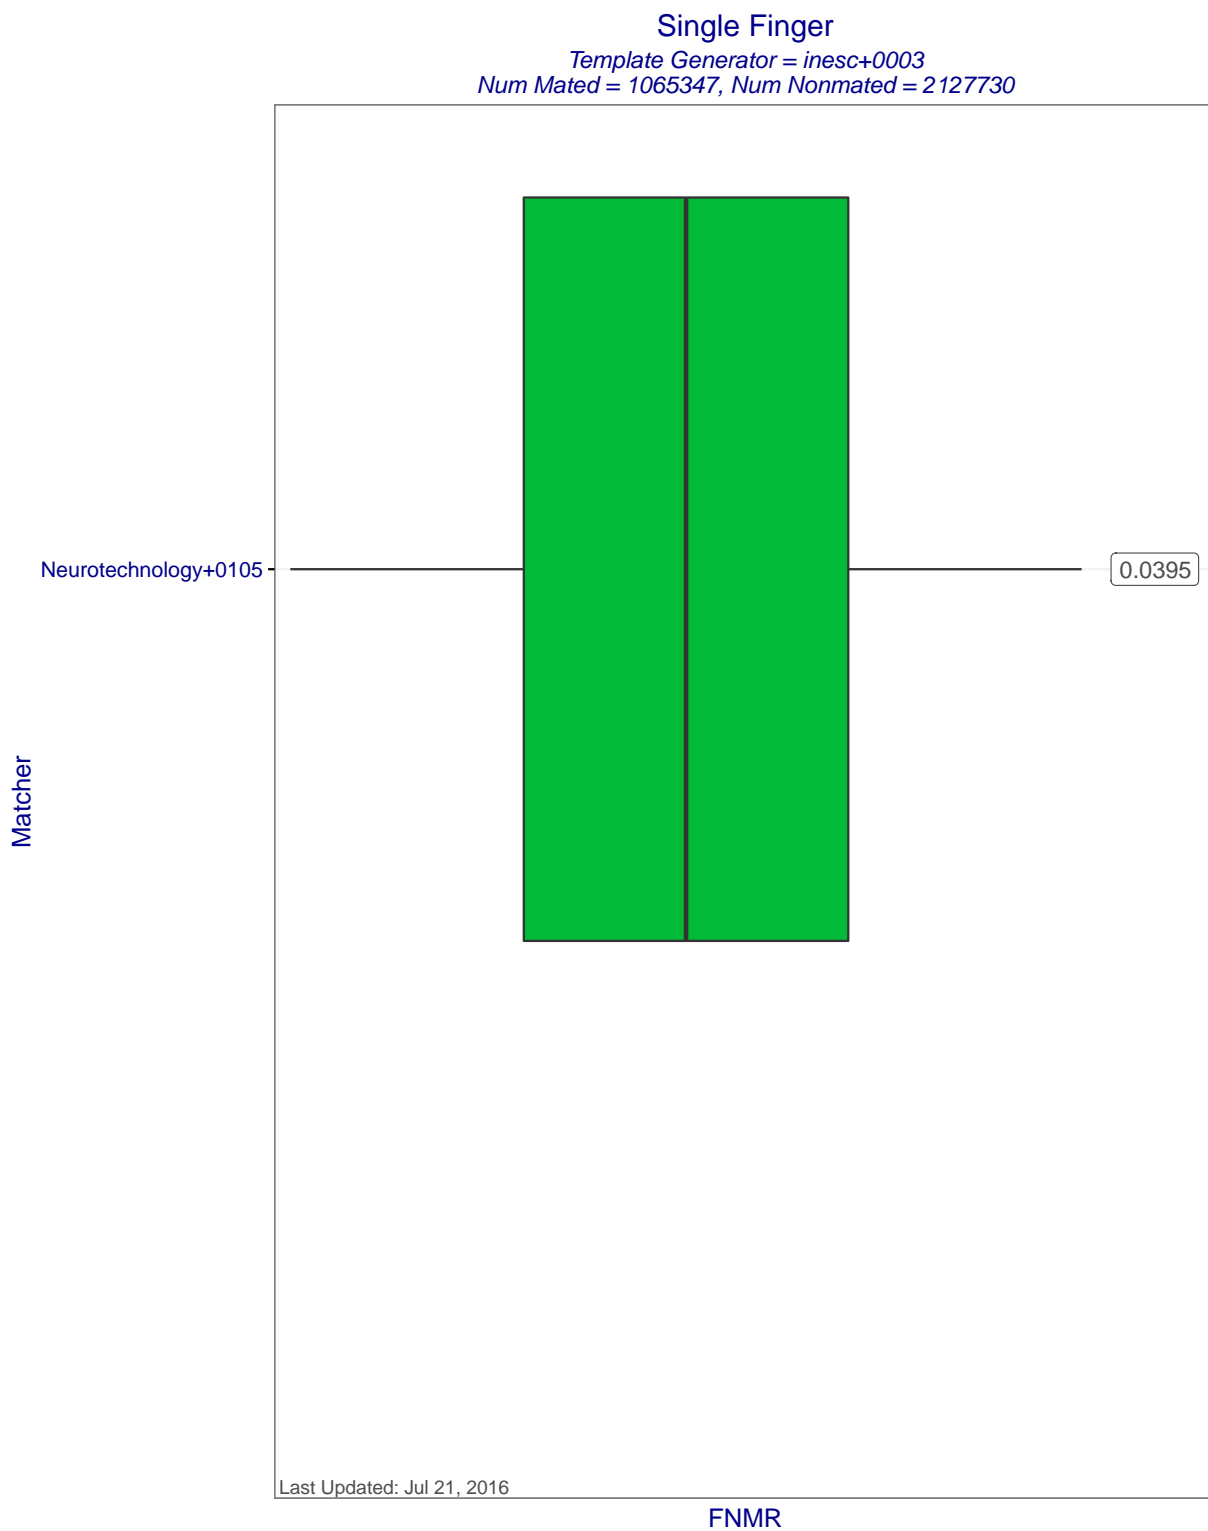 Single Finger
Template Generator = inesc+0003
Num Mated = 1065347, Num Nonmated = 2127730
Neurotechnology+0105
0.0395
Matcher
Last Updated: Jul 21, 2016
FNMR